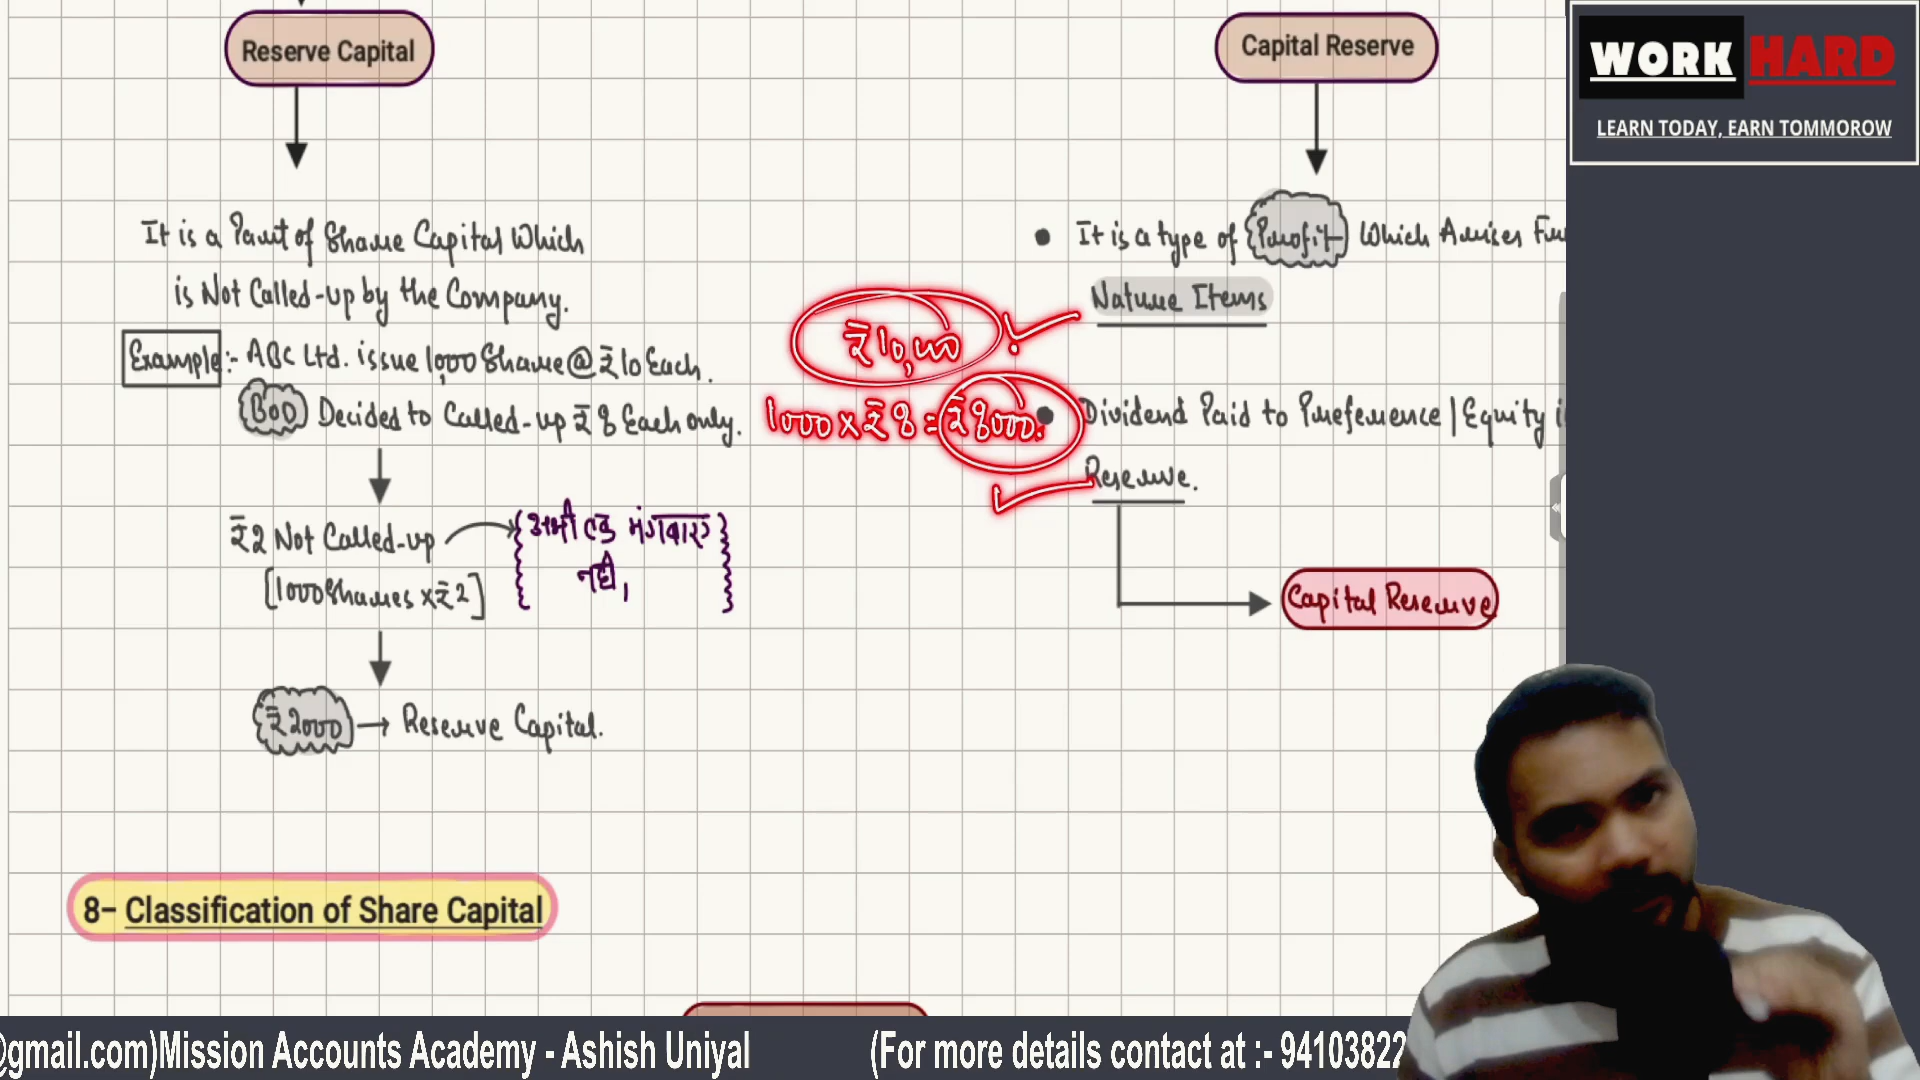 Reserve Capital
Capital Reserve
WORK HARD
LEARN TODAY, EARN TOMMOROW
It is a Part of Share Capital Which
is Not Called-up by the Company.
Example:- ABC Ltd. issue 1,000 Share @ ₹10 Each.
BOD Decided to Called-up ₹ 8 Each only.
₹2 Not Called-up
[1000 Shares × ₹2]
नहीं,
₹2000 → Reserve Capital.
₹10,000
1000 × ₹8 = ₹8000.
• It is a type of Profit Which Arises
Nature Items
• Dividend Paid to Preference | Equity
Reserve.
Capital Reserve
8- Classification of Share Capital
@gmail.com)Mission Accounts Academy - Ashish Uniyal
(For more details contact at :- 94103822